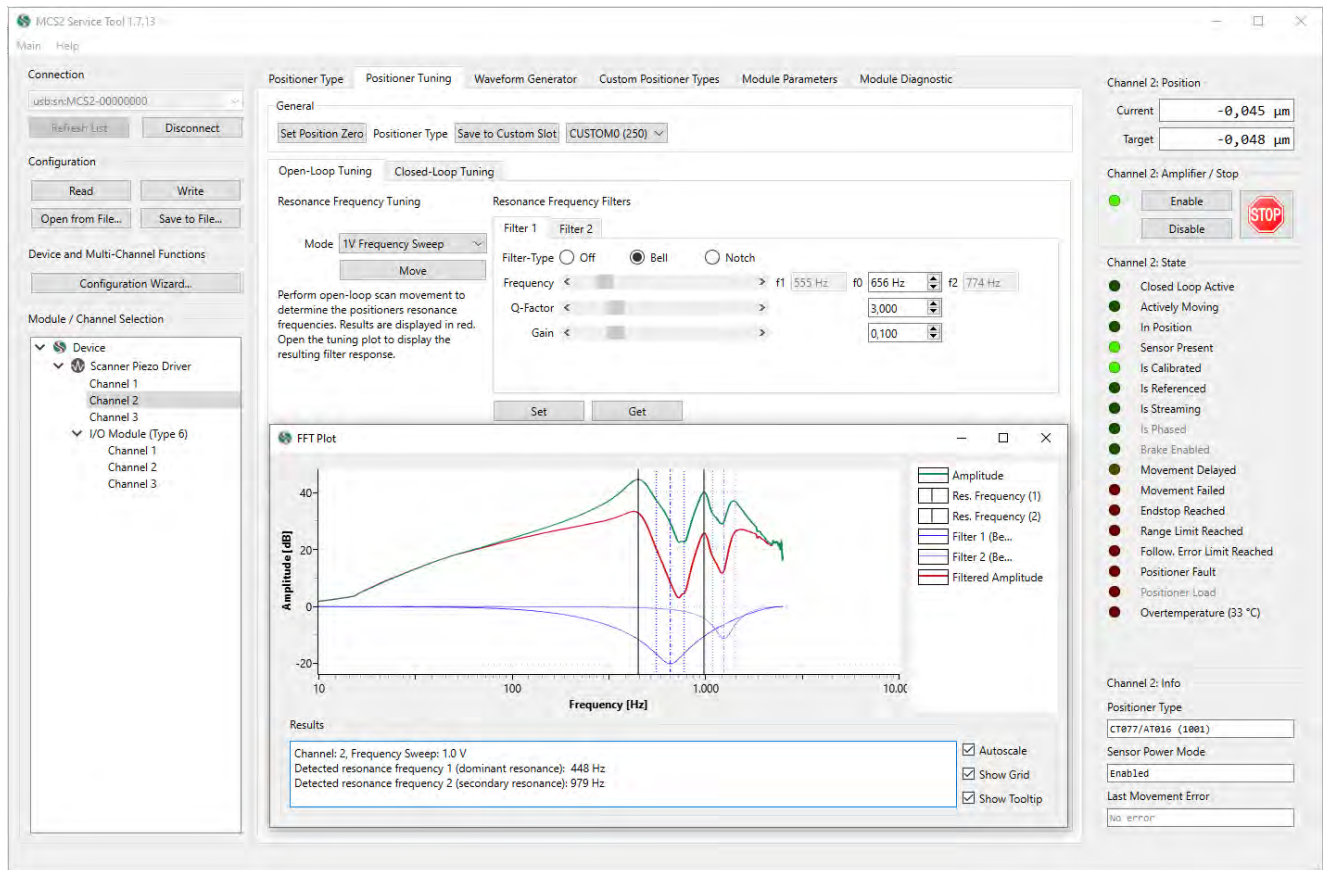 MCS2 Service Tool 1.7.13
Main Help
Connection
usb:sn:MCS2-00000000
Refresh List Disconnect
Configuration
Read Write
Open from File... Save to File...
Device and Multi-Channel Functions
Configuration Wizard...
Module / Channel Selection
Device
Scanner Piezo Driver
Channel 1
Channel 2
Channel 3
I/O Module (Type 6)
Channel 1
Channel 2
Channel 3
Positioner Type Positioner Tuning Waveform Generator Custom Positioner Types Module Parameters Module Diagnostic
General
Set Position Zero Positioner Type Save to Custom Slot CUSTOM0 (250)
Open-Loop Tuning Closed-Loop Tuning
Resonance Frequency Tuning
Mode 1V Frequency Sweep
Move
Perform open-loop scan movement to
determine the positioners resonance
frequencies. Results are displayed in red.
Open the tuning plot to display the
resulting filter response.
Resonance Frequency Filters
Filter 1 Filter 2
Filter-Type Off Bell Notch
Frequency < > f1 555 Hz f0 656 Hz f2 774 Hz
Q-Factor < > 3,000
Gain < > 0,100
Set Get
FFT Plot
Amplitude [dB]
40
20
0
-20
10 100 1.000 10.00
Frequency [Hz]
Amplitude
Res. Frequency (1)
Res. Frequency (2)
Filter 1 (Be...
Filter 2 (Be...
Filtered Amplitude
Results
Channel: 2, Frequency Sweep: 1.0 V
Detected resonance frequency 1 (dominant resonance): 448 Hz
Detected resonance frequency 2 (secondary resonance): 979 Hz
Autoscale
Show Grid
Show Tooltip
Channel 2: Position
Current -0,045 µm
Target -0,048 µm
Channel 2: Amplifier / Stop
Enable
Disable
STOP
Channel 2: State
Closed Loop Active
Actively Moving
In Position
Sensor Present
Is Calibrated
Is Referenced
Is Streaming
Is Phased
Brake Enabled
Movement Delayed
Movement Failed
Endstop Reached
Range Limit Reached
Follow. Error Limit Reached
Positioner Fault
Positioner Load
Overtemperature (33 °C)
Channel 2: Info
Positioner Type
CT077/AT016 (1001)
Sensor Power Mode
Enabled
Last Movement Error
No error